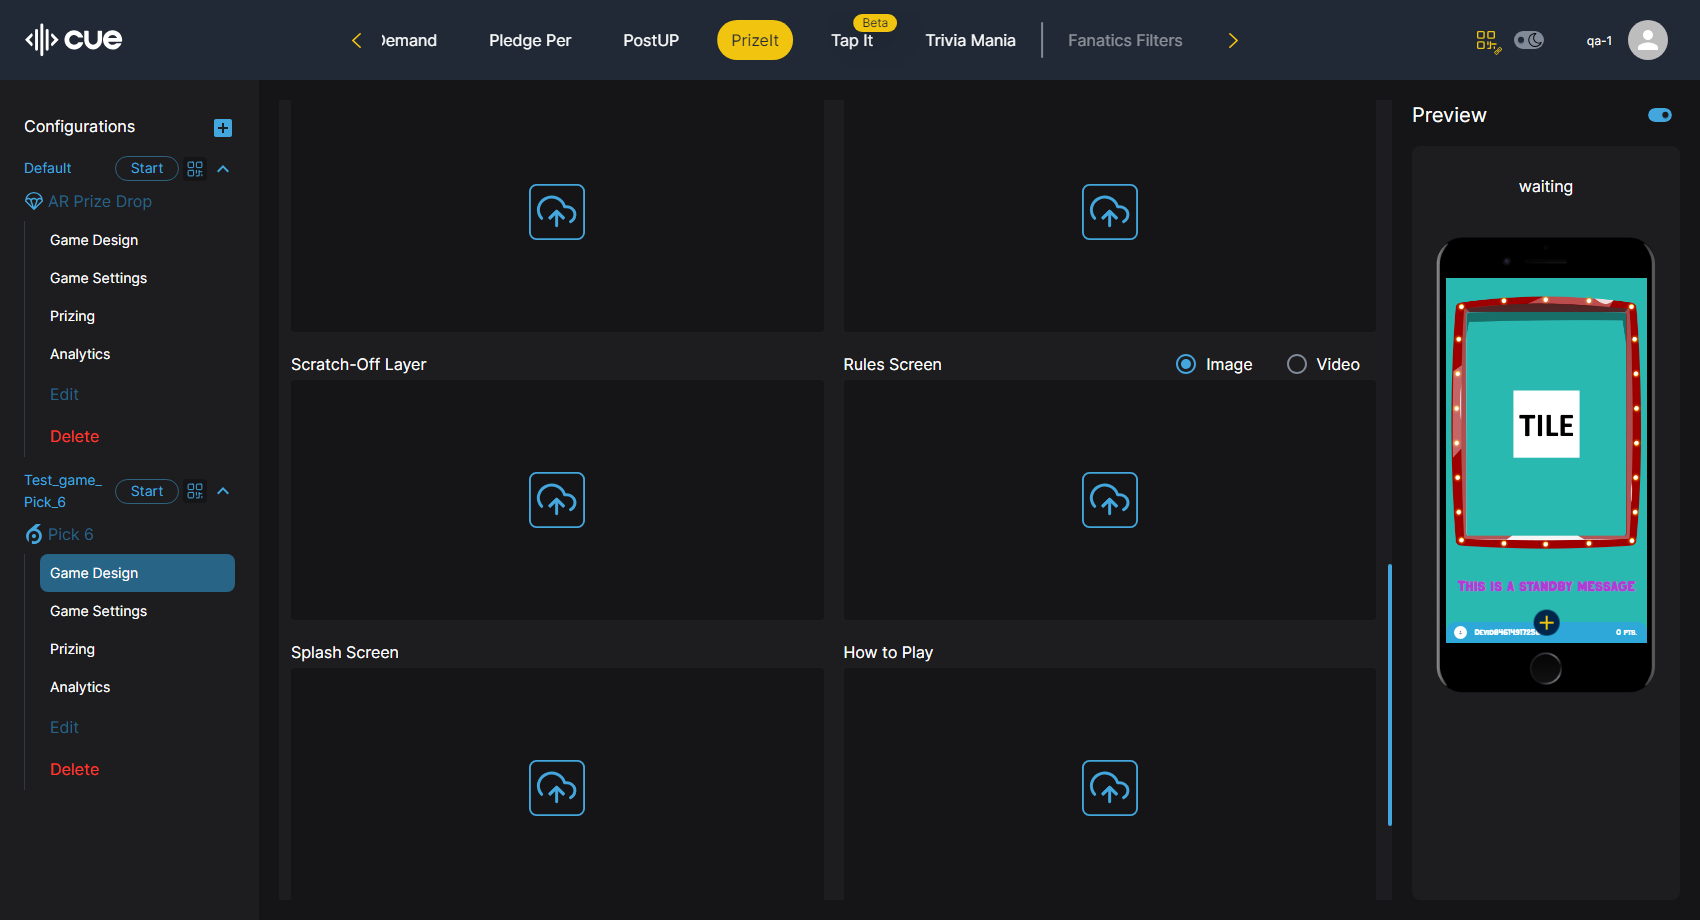 cue
Demand
Pledge Per
PostUP
PrizeIt
Beta
Tap It
Trivia Mania
Fanatics Filters
qa-1
Configurations
Default
Start
AR Prize Drop
Game Design
Game Settings
Prizing
Analytics
Edit
Delete
Test_game_
Pick_6
Start
Pick 6
Game Design
Game Settings
Prizing
Analytics
Edit
Delete
Scratch-Off Layer
Rules Screen
Image
Video
Splash Screen
How to Play
Preview
waiting
TILE
THIS IS A STANDBY MESSAGE
0 PTS.